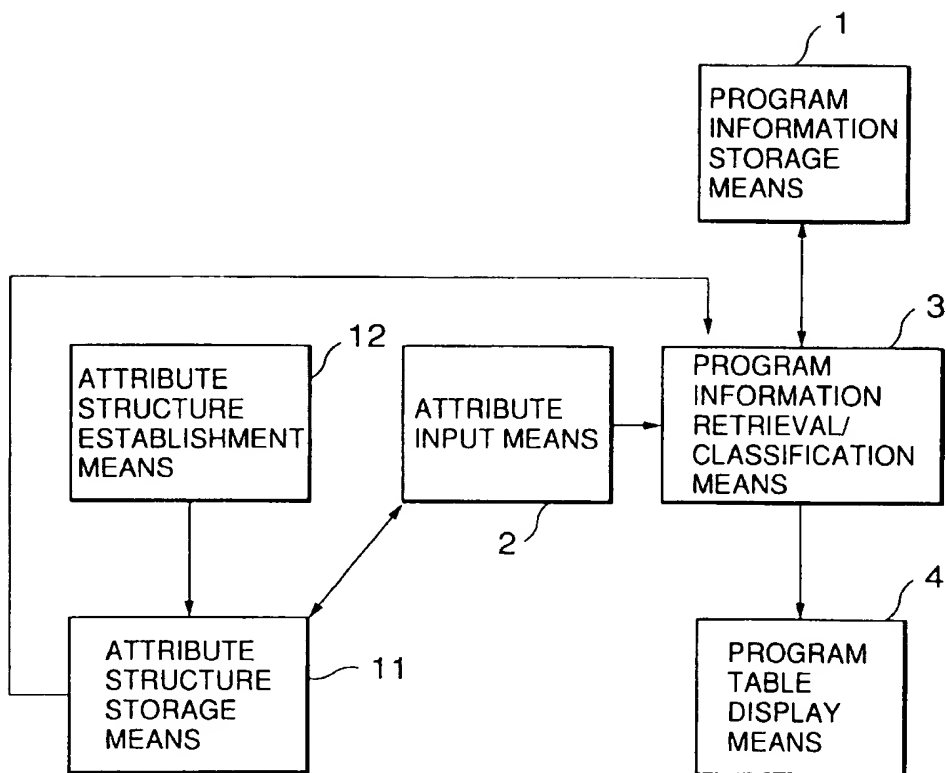 1
PROGRAM
INFORMATION
STORAGE
MEANS
3
PROGRAM
INFORMATION
RETRIEVAL/
CLASSIFICATION
MEANS
12
ATTRIBUTE
STRUCTURE
ESTABLISHMENT
MEANS
ATTRIBUTE
INPUT MEANS
2
ATTRIBUTE
STRUCTURE
STORAGE
MEANS
11
4
PROGRAM
TABLE
DISPLAY
MEANS